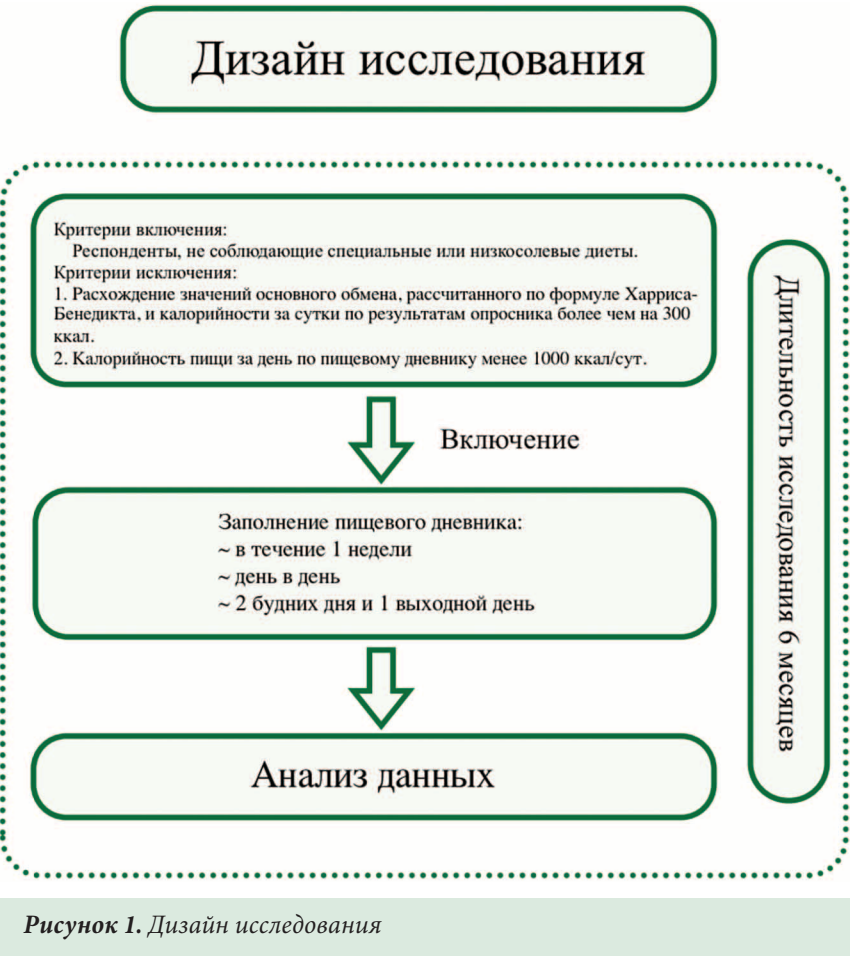 Дизайн исследования
Критерии включения:
Респонденты, не соблюдающие специальные или низкосолевые диеты.
Критерии исключения:
1. Расхождение значений основного обмена, рассчитанного по формуле Харриса-
Бенедикта, и калорийности за сутки по результатам опросника более чем на 300
ккал.
2. Калорийность пищи за день по пищевому дневнику менее 1000 ккал/сут.
Включение
Заполнение пищевого дневника:
~ в течение 1 недели
~ день в день
~ 2 будних дня и 1 выходной день
Анализ данных
Длительность исследования 6 месяцев
Рисунок 1. Дизайн исследования